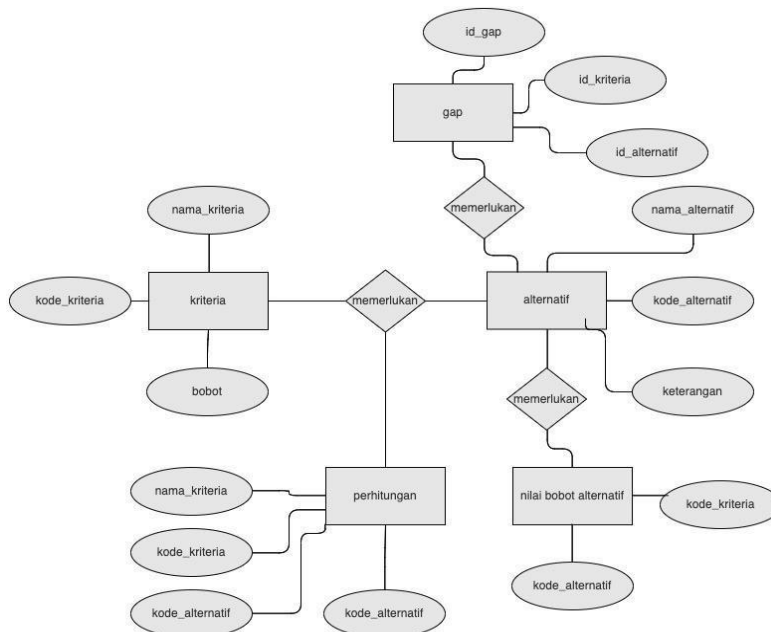 id_gap
id_kriteria
gap
id_alternatif
memerlukan
nama_kriteria
nama_alternatif
kode_kriteria
kriteria
memerlukan
alternatif
kode_alternatif
bobot
memerlukan
keterangan
nama_kriteria
perhitungan
nilai bobot alternatif
kode_kriteria
kode_kriteria
kode_alternatif
kode_alternatif
kode_alternatif